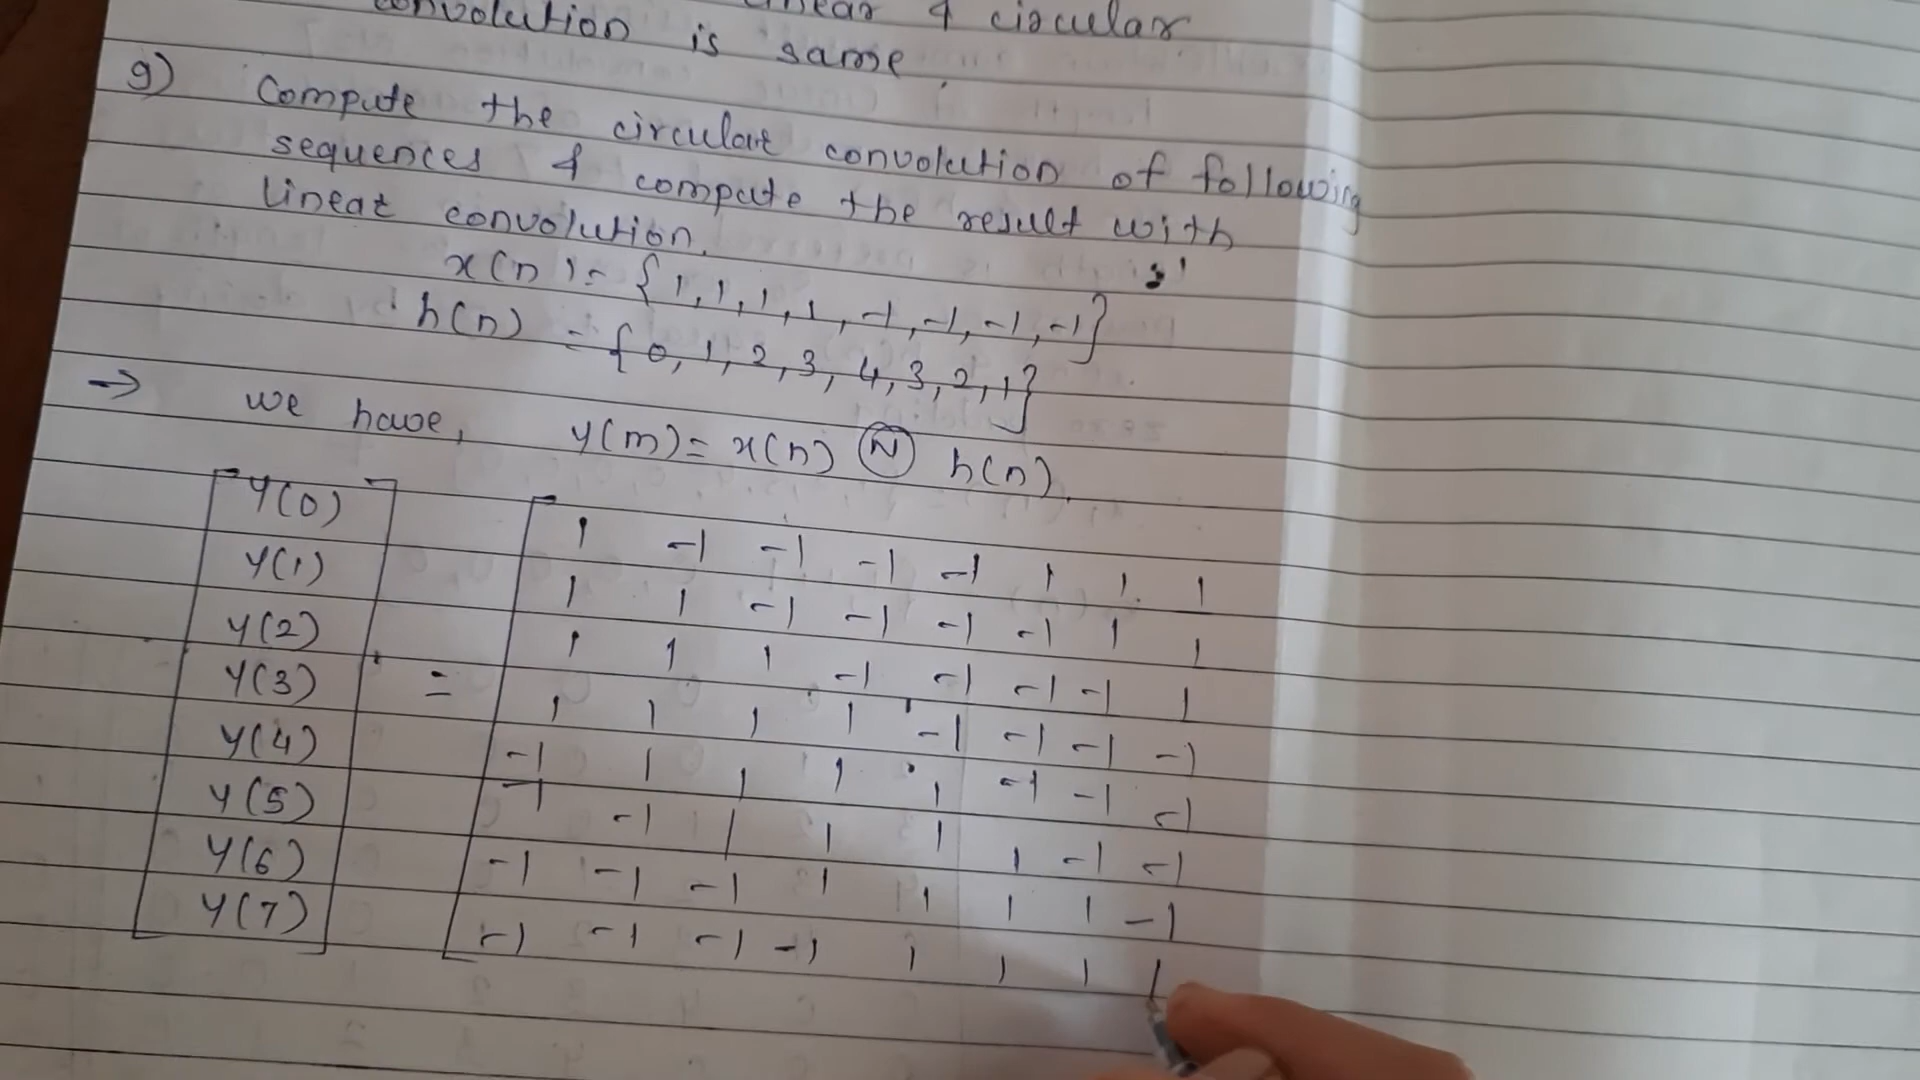 convolution is same
linear & circular
g) Compute the circular convolution of following
sequences & compute the result with
linear convolution.
x(n) = {1,1,1,1,-1,-1,-1,-1}
h(n) = {0,1,2,3,4,3,2,1}
→ we have, y(m) = x(n) Ⓝ h(n).
Y(0) 1 -1 -1 -1 -1 1 1 1
Y(1) 1 1 -1 -1 -1 -1 1 1
Y(2) 1 1 1 -1 -1 -1 -1 1
Y(3) = 1 1 1 1 -1 -1 -1 -1
Y(4) -1 1 1 1 1 -1 -1 -1
Y(5) -1 -1 1 1 1 1 -1 -1
Y(6) -1 -1 -1 1 1 1 1 -1
Y(7) -1 -1 -1 -1 1 1 1 1